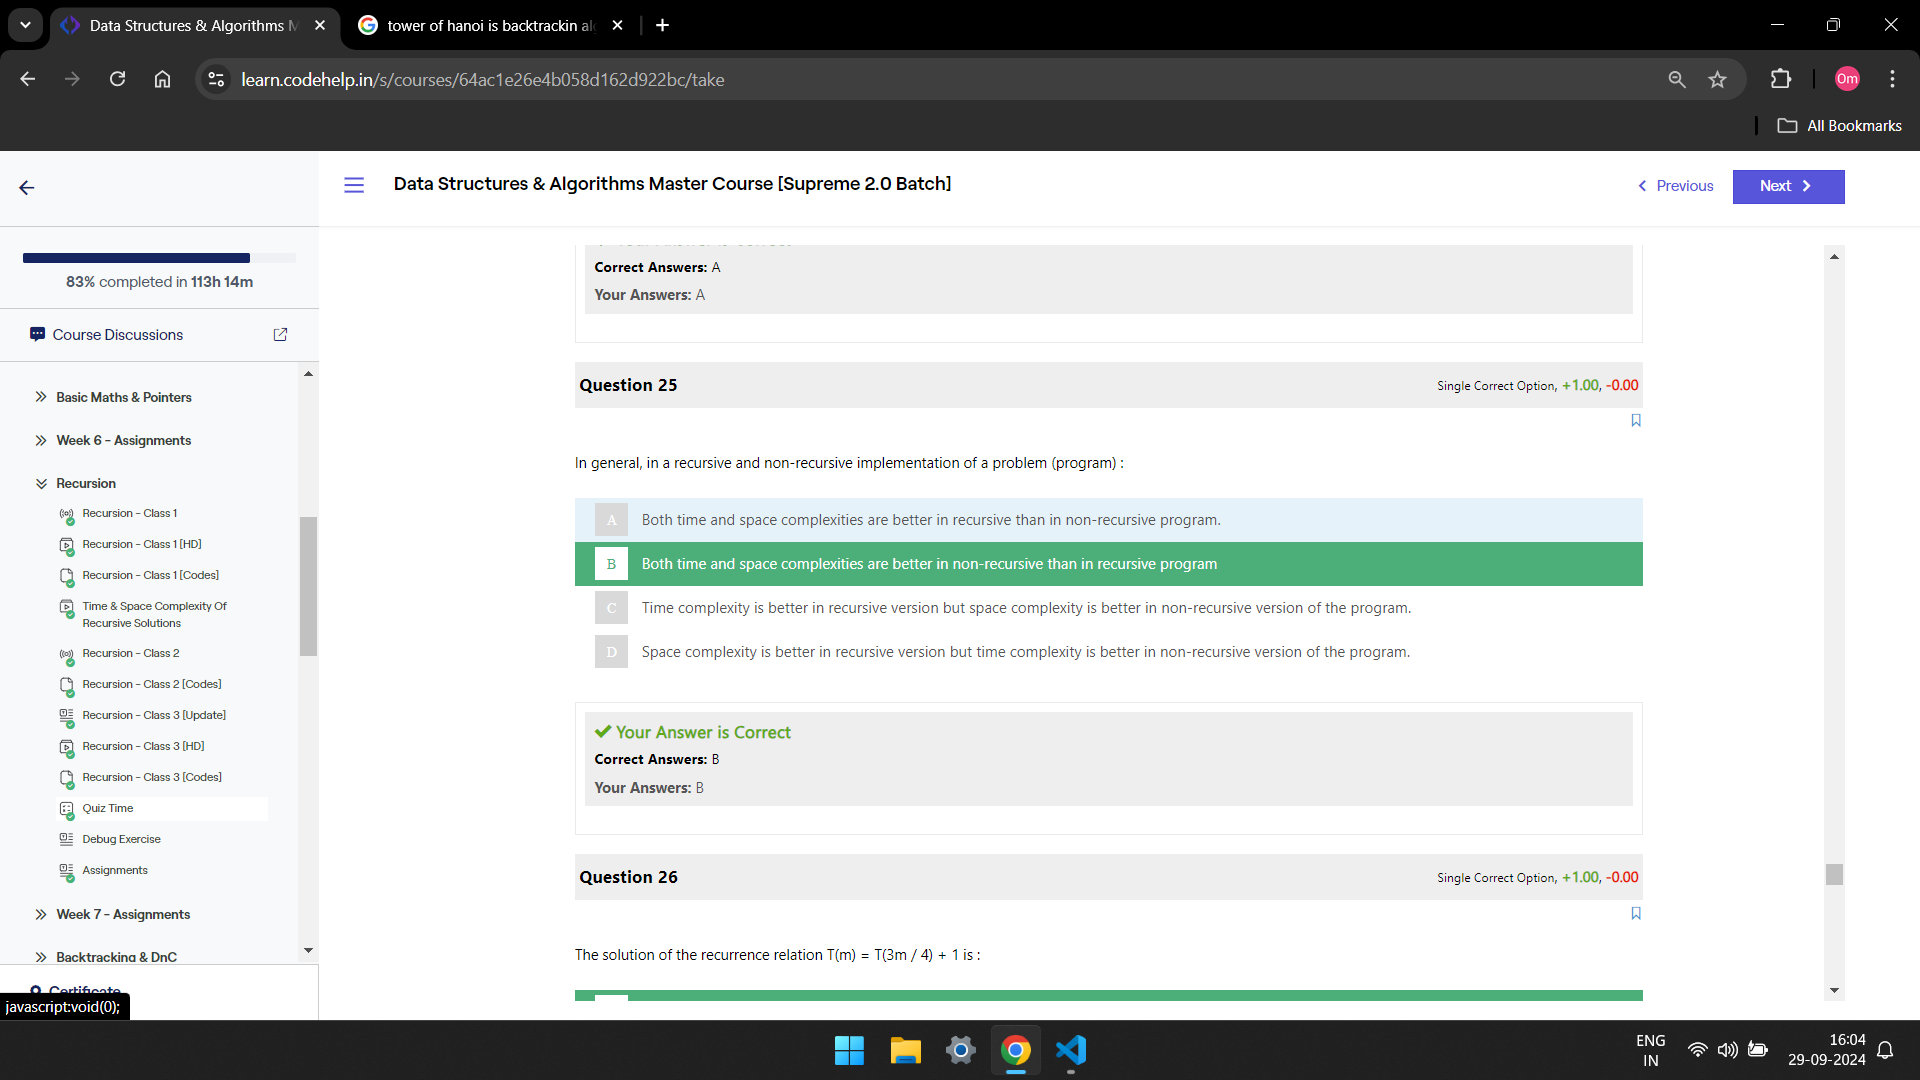 Data Structures & Algorithms M
tower of hanoi is backtrackin al
learn.codehelp.in/s/courses/64ac1e26e4b058d162d922bc/take
Om
All Bookmarks
Data Structures & Algorithms Master Course [Supreme 2.0 Batch]
Previous
Next
83% completed in 113h 14m
Course Discussions
Basic Maths & Pointers
Week 6 - Assignments
Recursion
Recursion - Class 1
Recursion - Class 1 [HD]
Recursion - Class 1 [Codes]
Time & Space Complexity Of
Recursive Solutions
Recursion - Class 2
Recursion - Class 2 [Codes]
Recursion - Class 3 [Update]
Recursion - Class 3 [HD]
Recursion - Class 3 [Codes]
Quiz Time
Debug Exercise
Assignments
Week 7 - Assignments
Backtracking & DnC
Certificate
javascript:void(0);
Correct Answers: A
Your Answers: A
Question 25
Single Correct Option, +1.00, -0.00
In general, in a recursive and non-recursive implementation of a problem (program) :
A Both time and space complexities are better in recursive than in non-recursive program.
B Both time and space complexities are better in non-recursive than in recursive program
C Time complexity is better in recursive version but space complexity is better in non-recursive version of the program.
D Space complexity is better in recursive version but time complexity is better in non-recursive version of the program.
Your Answer is Correct
Correct Answers: B
Your Answers: B
Question 26
Single Correct Option, +1.00, -0.00
The solution of the recurrence relation T(m) = T(3m / 4) + 1 is :
ENG
IN
16:04
29-09-2024